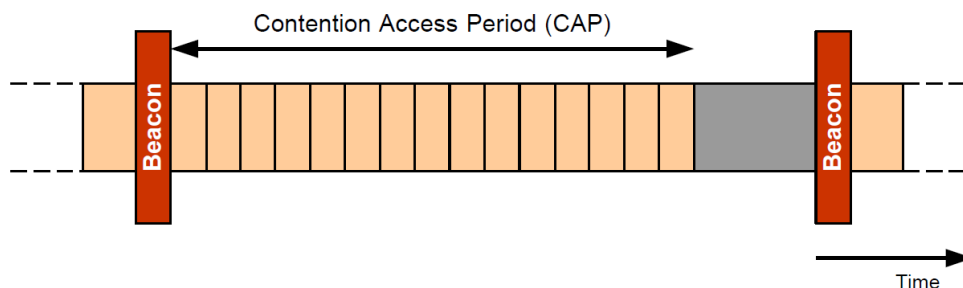 Contention Access Period (CAP)
Beacon
Beacon
Time